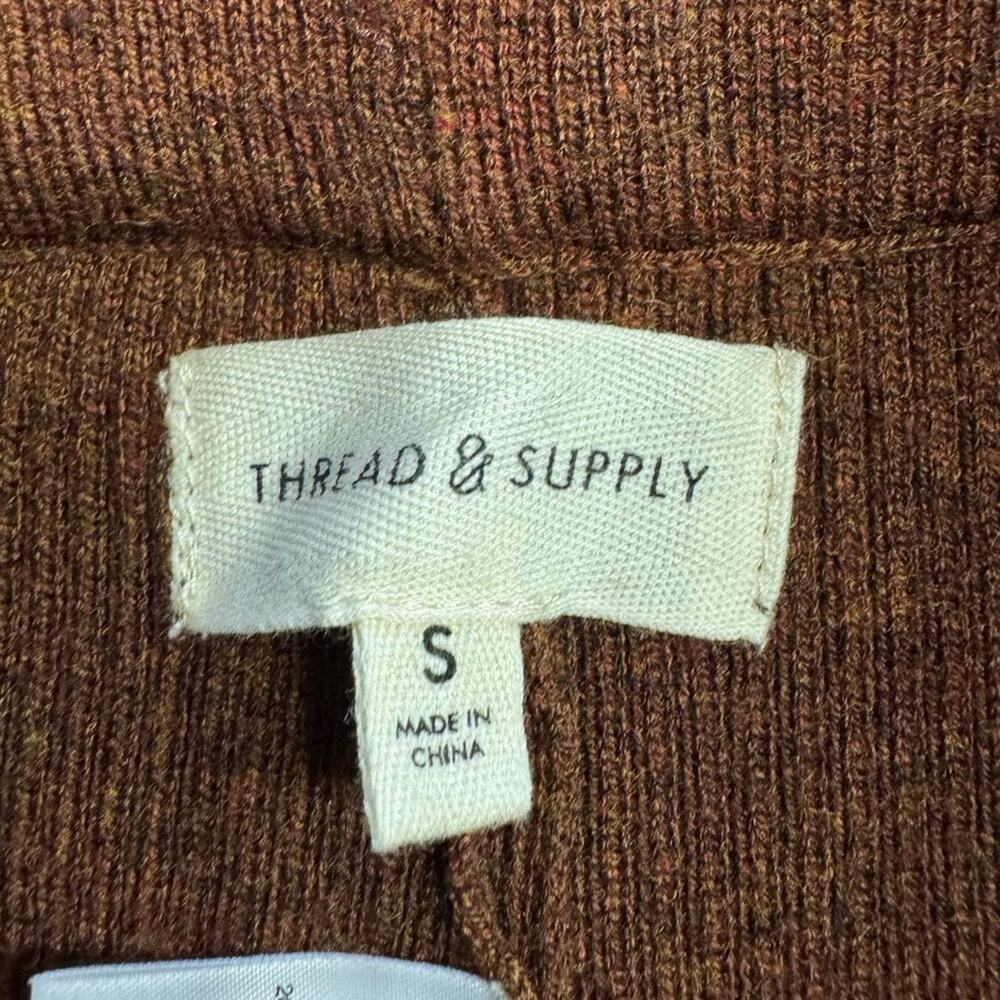 THREAD & SUPPLY
S
MADE IN
CHINA